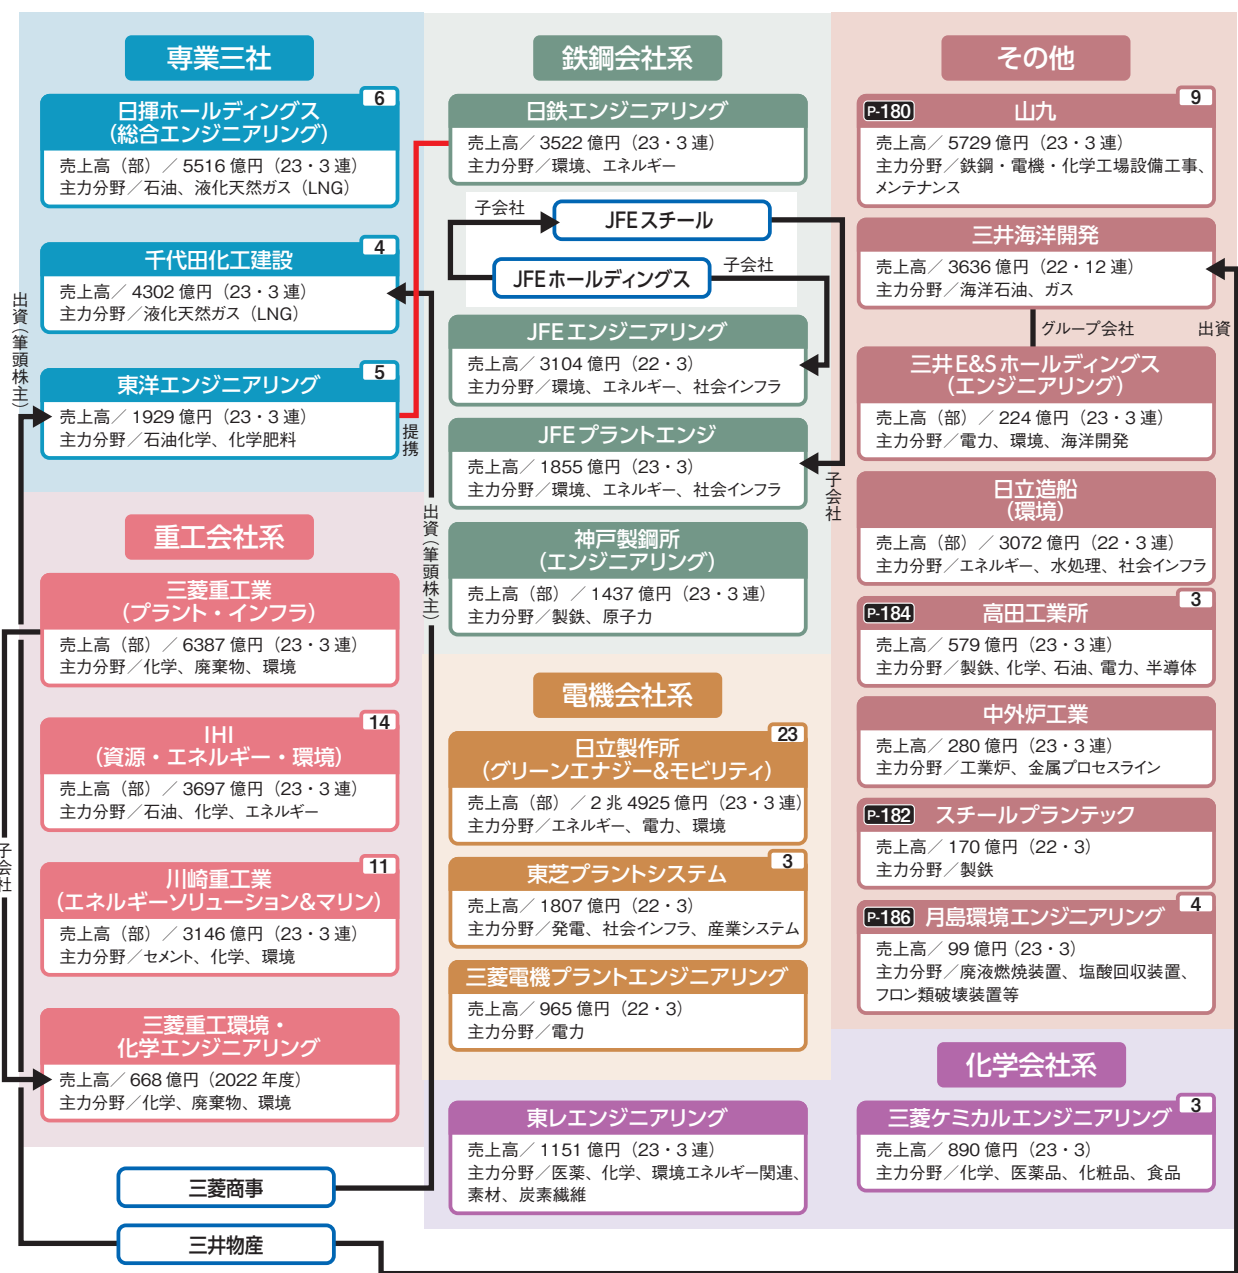 専業三社
6
日揮ホールディングス
(総合エンジニアリング)
売上高(部)／5516億円(23・3連)
主力分野／石油、液化天然ガス(LNG)
4
千代田化工建設
売上高／4302億円(23・3連)
主力分野／液化天然ガス(LNG)
5
東洋エンジニアリング
売上高／1929億円(23・3連)
主力分野／石油化学、化学肥料
出資(筆頭株主)
提携
重工会社系
三菱重工業
(プラント・インフラ)
売上高(部)／6387億円(23・3連)
主力分野／化学、廃棄物、環境
14
IHI
(資源・エネルギー・環境)
売上高(部)／3697億円(23・3連)
主力分野／石油、化学、エネルギー
11
川崎重工業
(エネルギーソリューション&マリン)
売上高(部)／3146億円(23・3連)
主力分野／セメント、化学、環境
子会社
三菱重工環境・
化学エンジニアリング
売上高／668億円(2022年度)
主力分野／化学、廃棄物、環境
三菱商事
三井物産
出資(筆頭株主)
鉄鋼会社系
日鉄エンジニアリング
売上高／3522億円(23・3連)
主力分野／環境、エネルギー
子会社
JFEスチール
JFEホールディングス
子会社
JFEエンジニアリング
売上高／3104億円(22・3)
主力分野／環境、エネルギー、社会インフラ
JFEプラントエンジ
売上高／1855億円(23・3)
主力分野／環境、エネルギー、社会インフラ
子会社
神戸製鋼所
(エンジニアリング)
売上高(部)／1437億円(23・3連)
主力分野／製鉄、原子力
電機会社系
23
日立製作所
(グリーンエナジー&モビリティ)
売上高(部)／2兆4925億円(23・3連)
主力分野／エネルギー、電力、環境
3
東芝プラントシステム
売上高／1807億円(22・3)
主力分野／発電、社会インフラ、産業システム
三菱電機プラントエンジニアリング
売上高／965億円(22・3)
主力分野／電力
東レエンジニアリング
売上高／1151億円(23・3連)
主力分野／医薬、化学、環境エネルギー関連、
素材、炭素繊維
その他
9
P-180 山九
売上高／5729億円(23・3連)
主力分野／鉄鋼・電機・化学工場設備工事、
メンテナンス
三井海洋開発
売上高／3636億円(22・12連)
主力分野／海洋石油、ガス
グループ会社
出資
三井E&Sホールディングス
(エンジニアリング)
売上高(部)／224億円(23・3連)
主力分野／電力、環境、海洋開発
日立造船
(環境)
売上高(部)／3072億円(22・3連)
主力分野／エネルギー、水処理、社会インフラ
3
P-184 高田工業所
売上高／579億円(23・3連)
主力分野／製鉄、化学、石油、電力、半導体
中外炉工業
売上高／280億円(23・3連)
主力分野／工業炉、金属プロセスライン
P-182 スチールプランテック
売上高／170億円(22・3)
主力分野／製鉄
4
P-186 月島環境エンジニアリング
売上高／99億円(23・3)
主力分野／廃液燃焼装置、塩酸回収装置、
フロン類破壊装置等
化学会社系
3
三菱ケミカルエンジニアリング
売上高／890億円(23・3)
主力分野／化学、医薬品、化粧品、食品